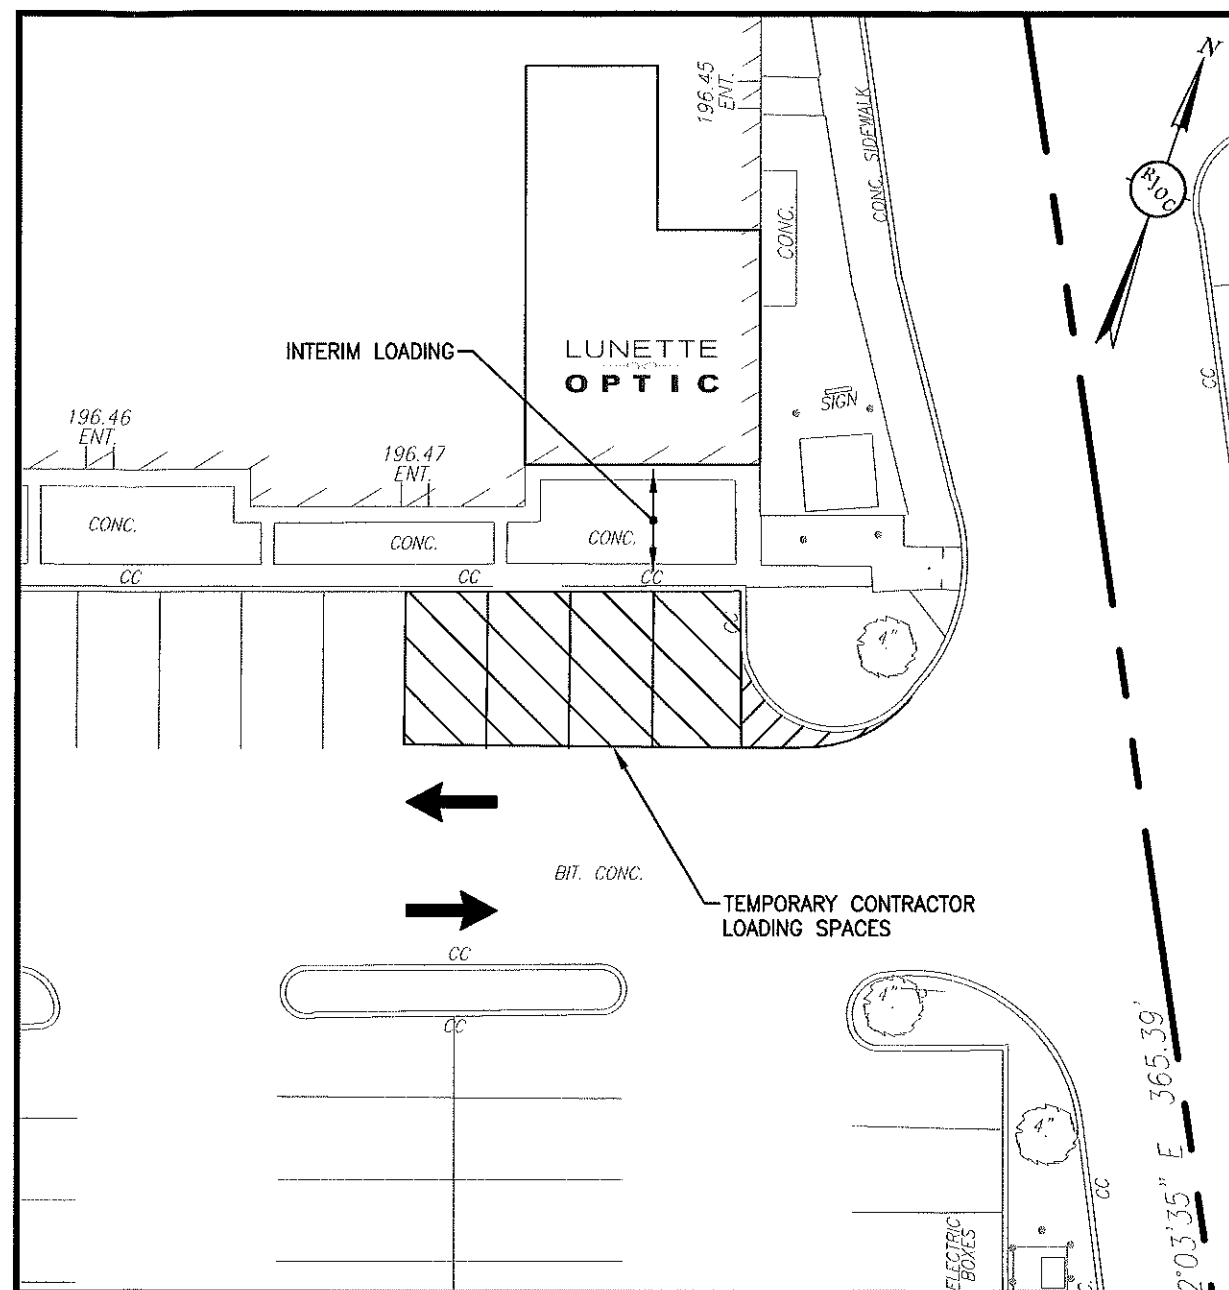 N
196.45
ENT.
CONC. SIDEWALK
RJOC
CONC.
INTERIM LOADING
LUNETTE
OPTIC
CC
SIGN
196.46
ENT.
196.47
ENT.
CONC.
CONC.
CONC.
CC
CC
CC
CC
4"
BIT. CONC.
TEMPORARY CONTRACTOR
LOADING SPACES
CC
CC
4"
4"
CC
ELECTRIC
BOXES
2°03'35" E 365.39'